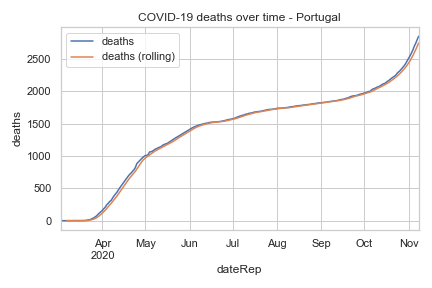 COVID-19 deaths over time - Portugal
deaths
deaths (rolling)
2500
2000
1500
1000
500
0
deaths
Apr May Jun Jul Aug Sep Oct Nov
2020
dateRep